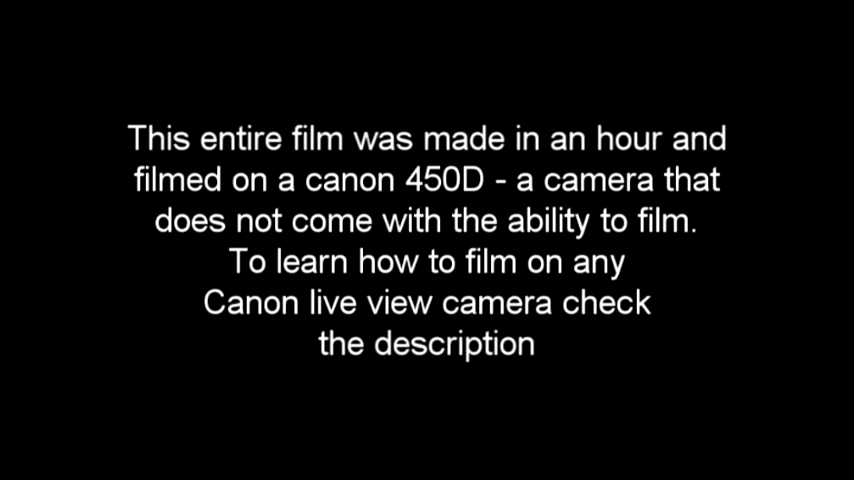 This entire film was made in an hour and
filmed on a canon 450D - a camera that
does not come with the ability to film.
To learn how to film on any
Canon live view camera check
the description